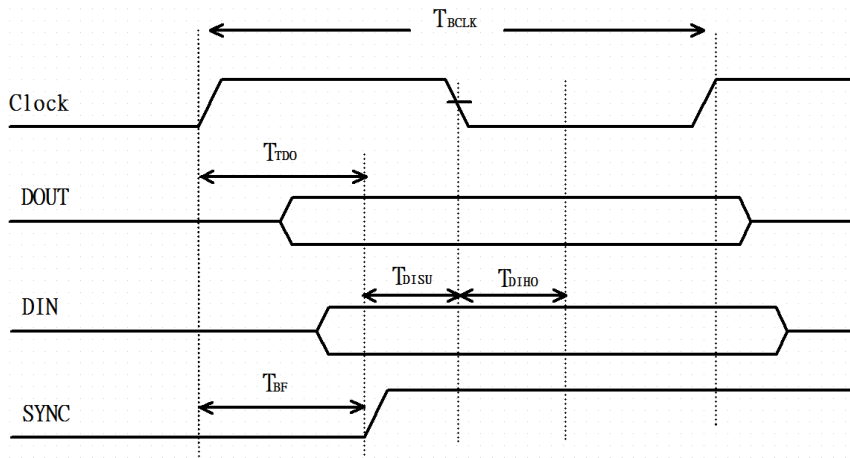 TBCLK
Clock
TTDO
DOUT
TDISU TDIHO
DIN
TBF
SYNC